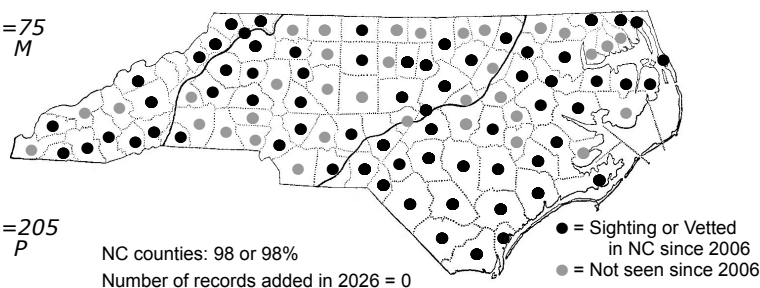 =75
M
=205
P
NC counties: 98 or 98%
Number of records added in 2026 = 0
= Sighting or Vetted
in NC since 2006
= Not seen since 2006